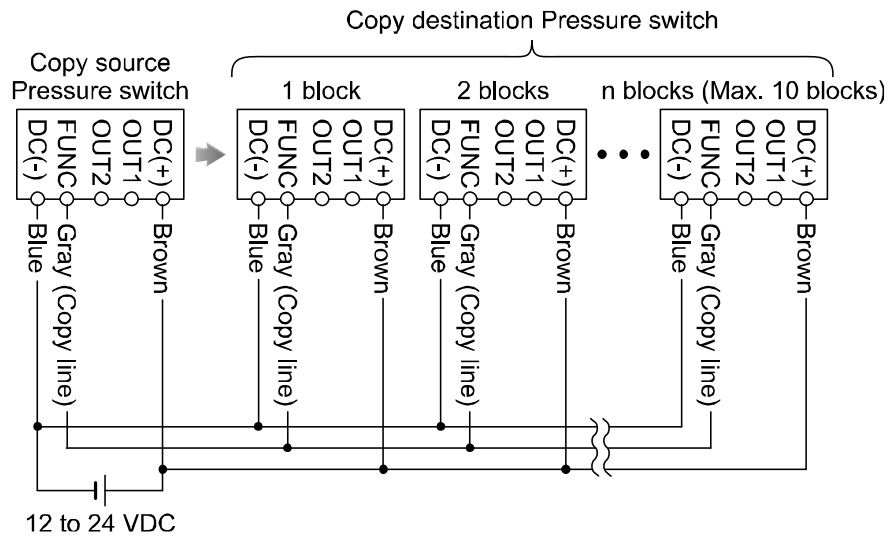 Copy destination Pressure switch
Copy source
Pressure switch
1 block
2 blocks
n blocks (Max. 10 blocks)
DC(-)
FUNC
OUT2
OUT1
DC(+)
DC(-)
FUNC
OUT2
OUT1
DC(+)
DC(-)
FUNC
OUT2
OUT1
DC(+)
DC(-)
FUNC
OUT2
OUT1
DC(+)
Blue
Gray (Copy line)
Brown
Blue
Gray (Copy line)
Brown
Blue
Gray (Copy line)
Brown
Blue
Gray (Copy line)
Brown
12 to 24 VDC